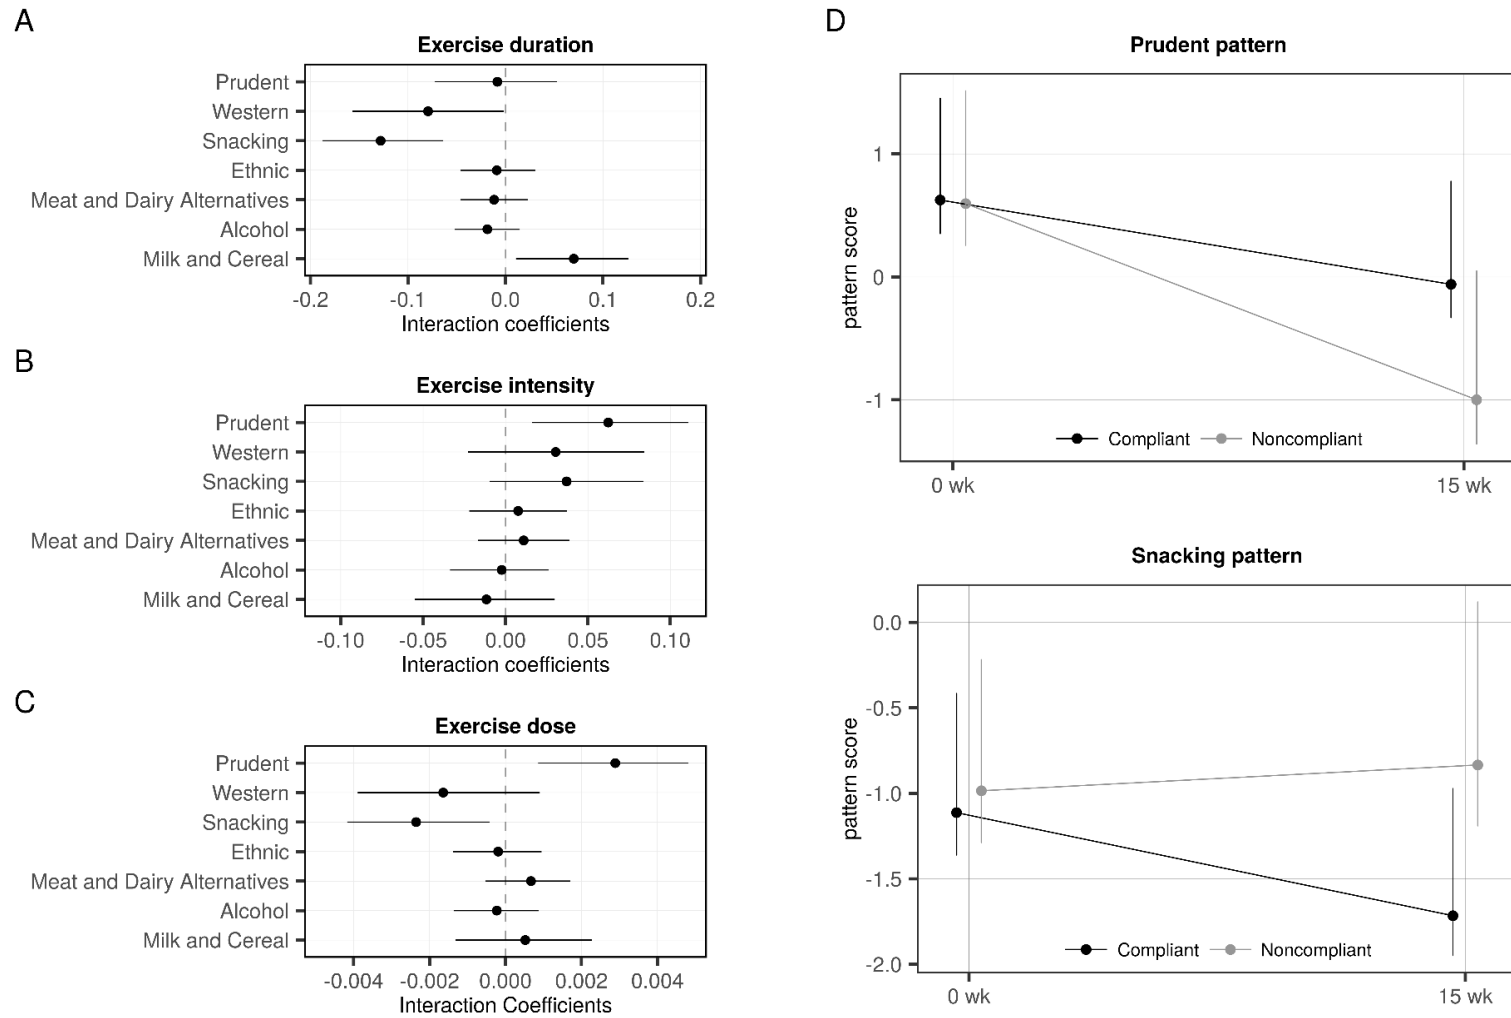 A
Exercise duration
Prudent
Western
Snacking
Ethnic
Meat and Dairy Alternatives
Alcohol
Milk and Cereal
-0.2 -0.1 0.0 0.1 0.2
Interaction coefficients
B
Exercise intensity
Prudent
Western
Snacking
Ethnic
Meat and Dairy Alternatives
Alcohol
Milk and Cereal
-0.10 -0.05 0.00 0.05 0.10
Interaction coefficients
C
Exercise dose
Prudent
Western
Snacking
Ethnic
Meat and Dairy Alternatives
Alcohol
Milk and Cereal
-0.004 -0.002 0.000 0.002 0.004
Interaction Coefficients
D
Prudent pattern
pattern score
1
0
-1
Compliant Noncompliant
0 wk 15 wk
Snacking pattern
pattern score
0.0
-0.5
-1.0
-1.5
-2.0
Compliant Noncompliant
0 wk 15 wk